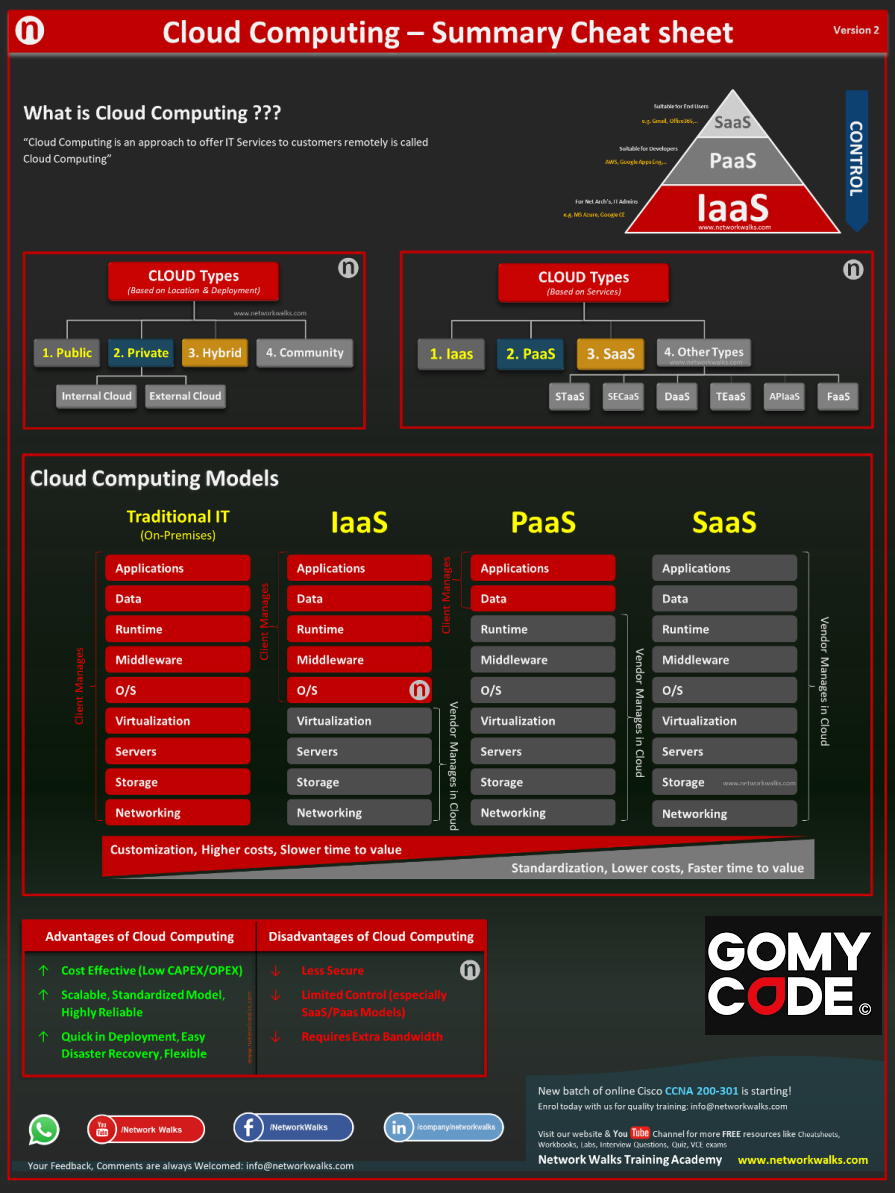 n
Cloud Computing – Summary Cheat sheet
Version 2
What is Cloud Computing ???
“Cloud Computing is an approach to offer IT Services to customers remotely is called
Cloud Computing”
Suitable for End Users
e.g. Gmail, Office365,...
SaaS
Suitable for Developers
AWS, Google Apps Eng,...
PaaS
For Net Arch's, IT Admins
e.g. MS Azure, Google CE
IaaS
www.networkwalks.com
CONTROL
CLOUD Types
(Based on Location & Deployment)
n
www.networkwalks.com
1. Public
2. Private
3. Hybrid
4. Community
Internal Cloud
External Cloud
CLOUD Types
(Based on Services)
n
1. Iaas
2. PaaS
3. SaaS
4. Other Types
www.networkwalks.com
STaaS
SECaaS
DaaS
TEaaS
APIaaS
FaaS
Cloud Computing Models
Traditional IT
(On-Premises)
Client Manages
Applications
Data
Runtime
Middleware
O/S
Virtualization
Servers
Storage
Networking
IaaS
Client Manages
Applications
Data
Runtime
Middleware
O/S
n
Virtualization
Servers
Storage
Networking
Vendor Manages in Cloud
PaaS
Client Manages
Applications
Data
Runtime
Middleware
O/S
Virtualization
Servers
Storage
Networking
Vendor Manages in Cloud
SaaS
Applications
Data
Runtime
Middleware
O/S
Virtualization
Servers
Storage
www.networkwalks.com
Networking
Vendor Manages in Cloud
Customization, Higher costs, Slower time to value
Standardization, Lower costs, Faster time to value
Advantages of Cloud Computing
↑ Cost Effective (Low CAPEX/OPEX)
↑ Scalable, Standardized Model,
Highly Reliable
↑ Quick in Deployment, Easy
Disaster Recovery, Flexible
www.networkwalks.com
Disadvantages of Cloud Computing
n
↓ Less Secure
↓ Limited Control (especially
SaaS/Paas Models)
↓ Requires Extra Bandwidth
GOMY
CODE ©
You Tube
/Network Walks
f
/NetworkWalks
in
/company/networkwalks
Your Feedback, Comments are always Welcomed: info@networkwalks.com
New batch of online Cisco CCNA 200-301 is starting!
Enrol today with us for quality training: info@networkwalks.com
Visit our website & You Tube Channel for more FREE resources like Cheatsheets,
Workbooks, Labs, Interview Questions, Quiz, VCE exams
Network Walks Training Academy www.networkwalks.com